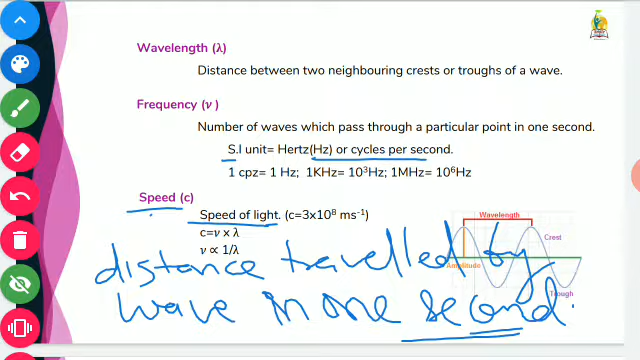 Wavelength (λ)
Distance between two neighbouring crests or troughs of a wave.
Frequency (ν )
Number of waves which pass through a particular point in one second.
S.I unit= Hertz(Hz) or cycles per second.
1 cpz= 1 Hz; 1KHz= 10³Hz; 1MHz= 10⁶Hz
Speed (c)
Speed of light. (c=3x10⁸ ms⁻¹)
Wavelength
c=ν x λ
Crest
ν ∝ 1/λ
Amplitude
distance travelled by
Trough
wave in one second.